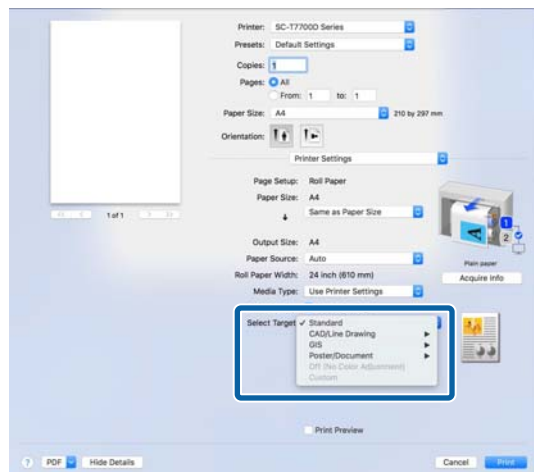 Printer: SC-T7700D Series
Presets: Default Settings
Copies: 1
Pages: All
From: 1 to: 1
Paper Size: A4 210 by 297 mm
Orientation:
Printer Settings
Page Setup: Roll Paper
Paper Size: A4
Same as Paper Size
1 of 1
1
2
Output Size: A4
Paper Source: Auto
Plain paper
Roll Paper Width: 24 inch (610 mm)
Acquire Info
Media Type: Use Printer Settings
Select Target ✓ Standard
CAD/Line Drawing
GIS
Poster/Document
Off (No Color Adjustment)
Custom
Print Preview
? PDF Hide Details Cancel Print